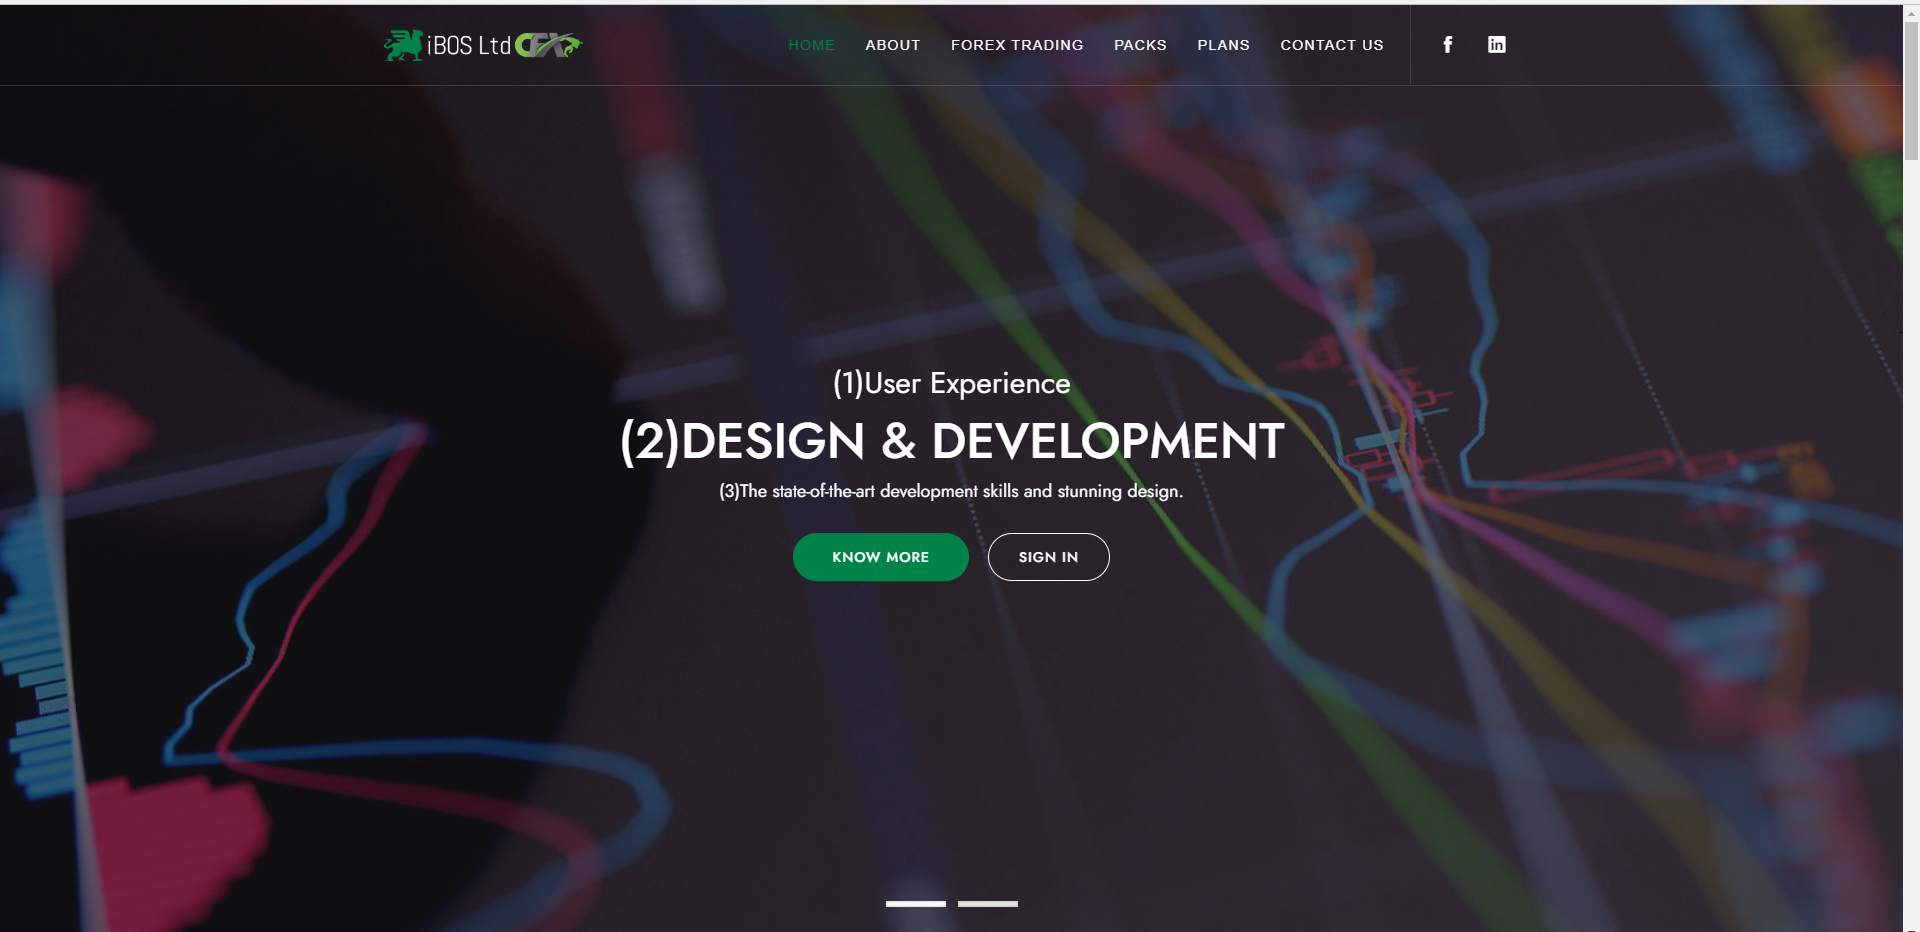 iBOS Ltd CFX
HOME ABOUT FOREX TRADING PACKS PLANS CONTACT US
(1)User Experience
(2)DESIGN & DEVELOPMENT
(3)The state-of-the-art development skills and stunning design.
KNOW MORE SIGN IN